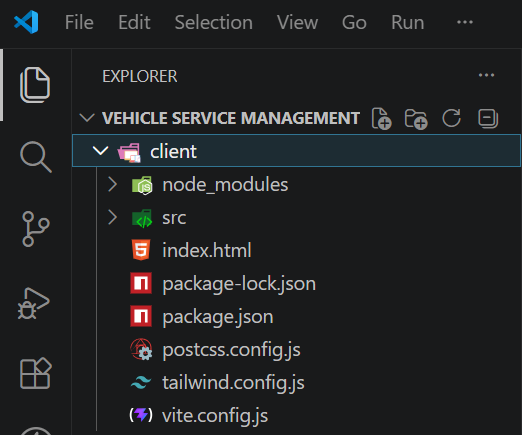 File Edit Selection View Go Run ...
EXPLORER ...
VEHICLE SERVICE MANAGEMENT
client
node_modules
src
index.html
package-lock.json
package.json
postcss.config.js
tailwind.config.js
vite.config.js